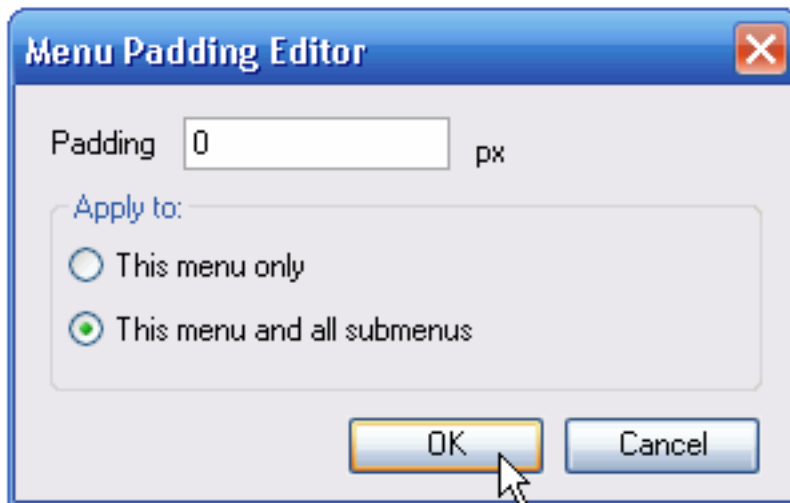 Menu Padding Editor
Padding 0 px
Apply to:
This menu only
This menu and all submenus
OK Cancel